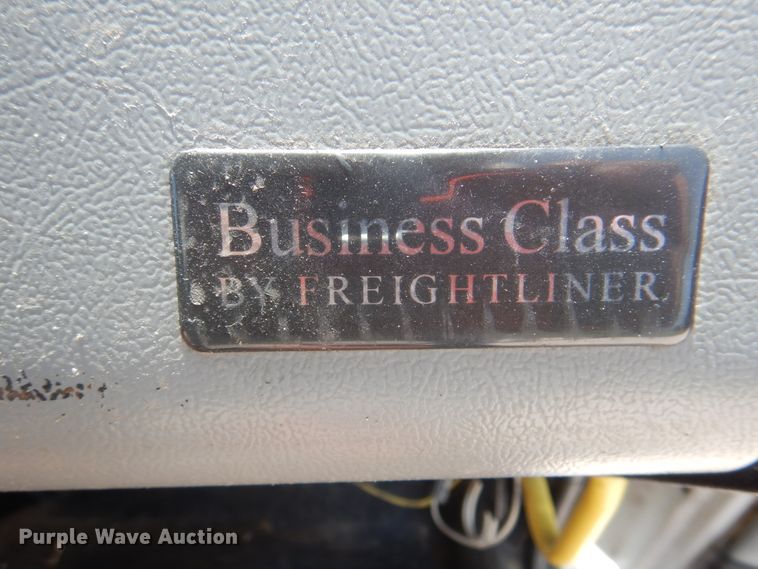 Business Class
BY FREIGHTLINER
Purple Wave Auction